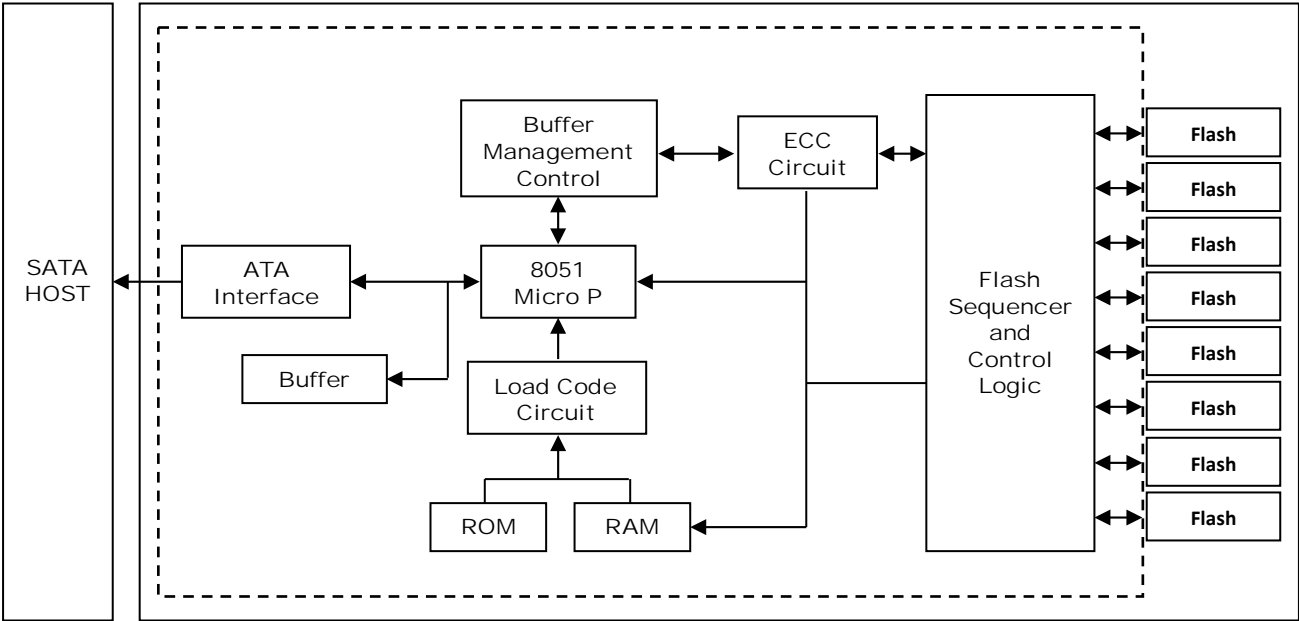 SATA
HOST
ATA
Interface
Buffer
Buffer
Management
Control
8051
Micro P
Load Code
Circuit
ROM
RAM
ECC
Circuit
Flash
Sequencer
and
Control
Logic
Flash
Flash
Flash
Flash
Flash
Flash
Flash
Flash